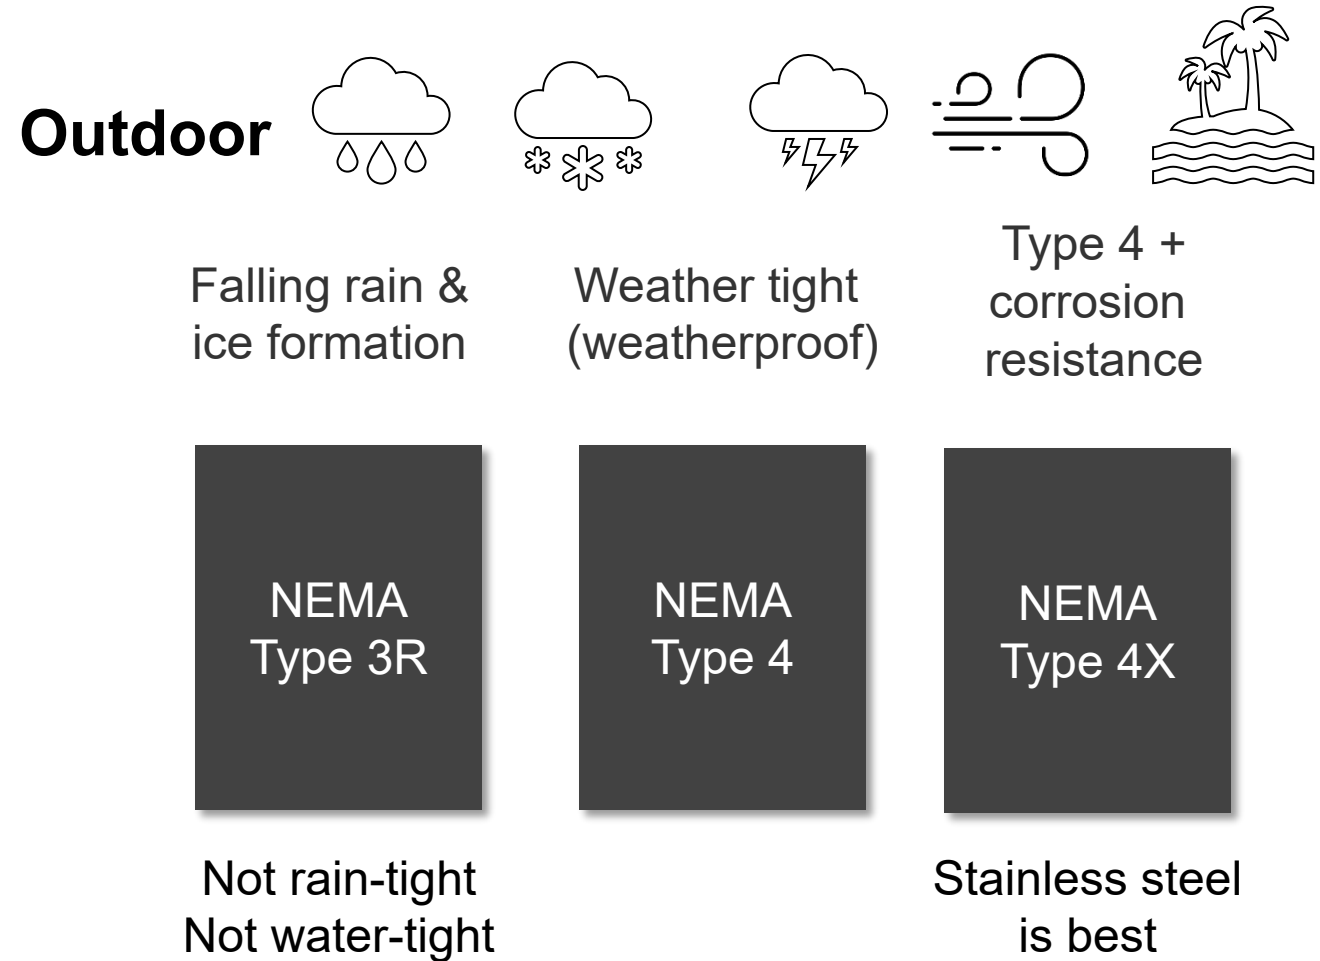 Outdoor
Falling rain &
ice formation
Weather tight
(weatherproof)
Type 4 +
corrosion
resistance
NEMA
Type 3R
NEMA
Type 4
NEMA
Type 4X
Not rain-tight
Not water-tight
Stainless steel
is best